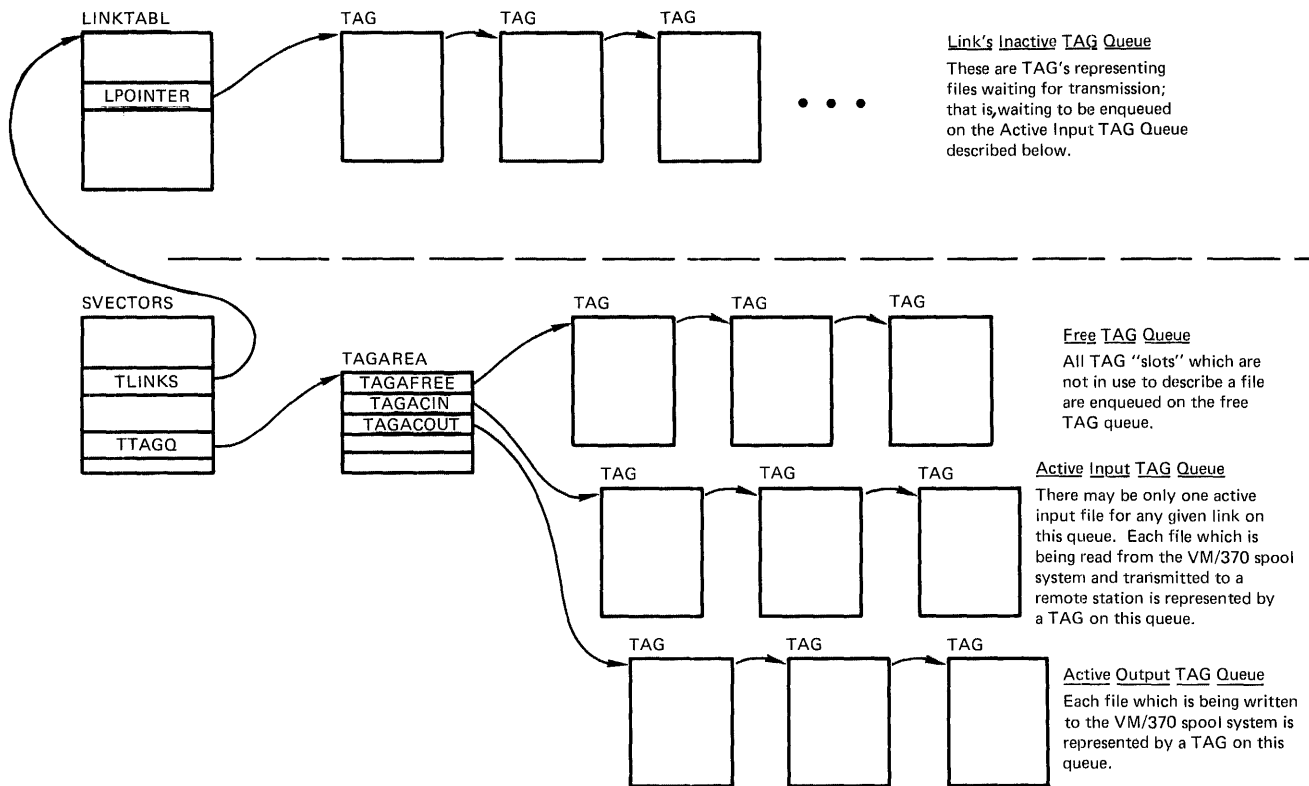 LINKTABL
TAG
TAG
TAG
LPOINTER
Link's Inactive TAG Queue
These are TAG's representing
files waiting for transmission;
that is, waiting to be enqueued
on the Active Input TAG Queue
described below.
SVECTORS
TLINKS
TTAGQ
TAGAREA
TAGAFREE
TAGACIN
TAGACOUT
TAG
TAG
TAG
Free TAG Queue
All TAG "slots" which are
not in use to describe a file
are enqueued on the free
TAG queue.
TAG
TAG
TAG
Active Input TAG Queue
There may be only one active
input file for any given link on
this queue. Each file which is
being read from the VM/370 spool
system and transmitted to a
remote station is represented by
a TAG on this queue.
TAG
TAG
TAG
Active Output TAG Queue
Each file which is being written
to the VM/370 spool system is
represented by a TAG on this
queue.